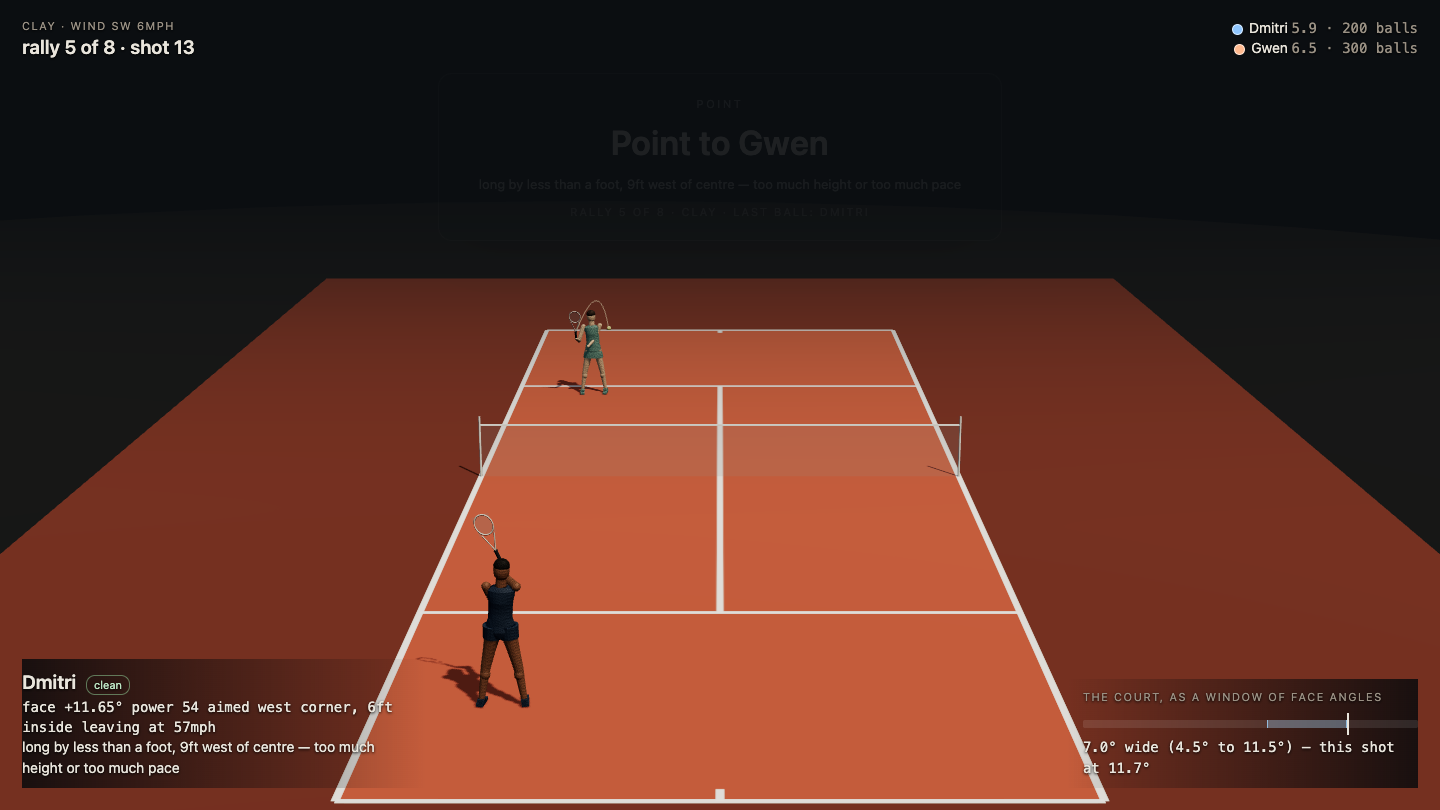 CLAY · WIND SW 6MPH
rally 5 of 8 · shot 13
Dmitri 5.9 · 200 balls
Gwen 6.5 · 300 balls
POINT
Point to Gwen
long by less than a foot, 9ft west of centre — too much height or too much pace
RALLY 5 OF 8 · CLAY · LAST BALL: DMITRI
Dmitri clean
face +11.65° power 54 aimed west corner, 6ft
inside leaving at 57mph
long by less than a foot, 9ft west of centre — too much
height or too much pace
THE COURT, AS A WINDOW OF FACE ANGLES
7.0° wide (4.5° to 11.5°) — this shot
at 11.7°